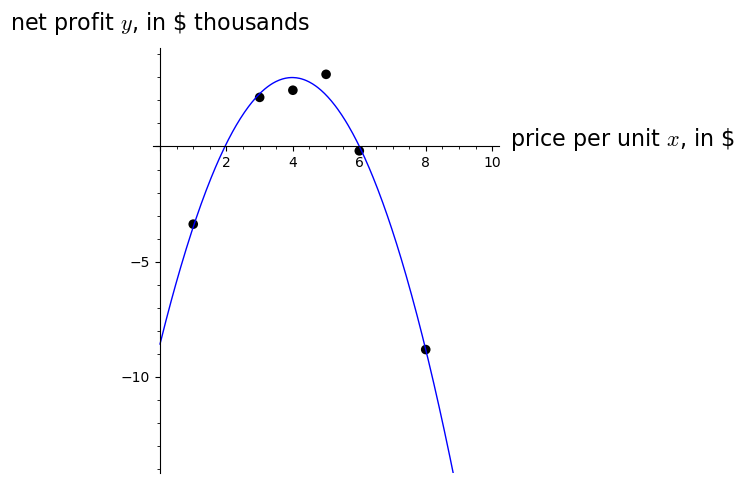 net profit y, in $ thousands
price per unit x, in $
2 4 6 8 10
−5
−10